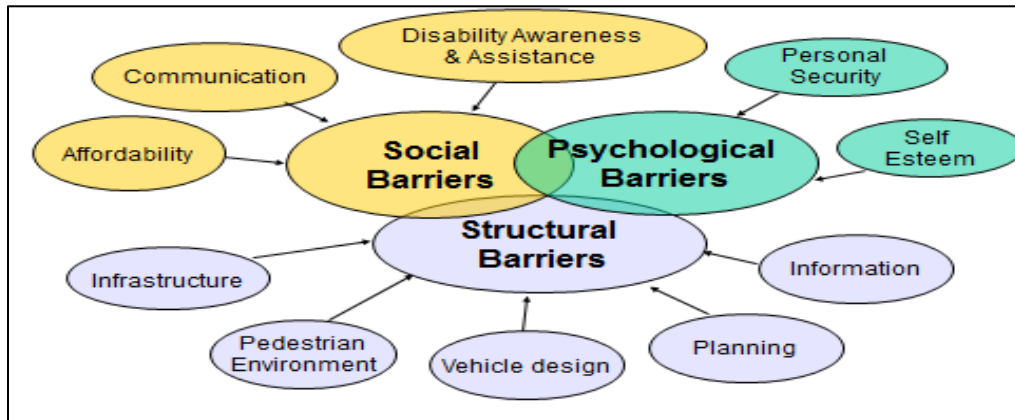 Disability Awareness
& Assistance
Communication
Personal
Security
Affordability
Social
Barriers
Psychological
Barriers
Self
Esteem
Structural
Barriers
Infrastructure
Information
Pedestrian
Environment
Vehicle design
Planning